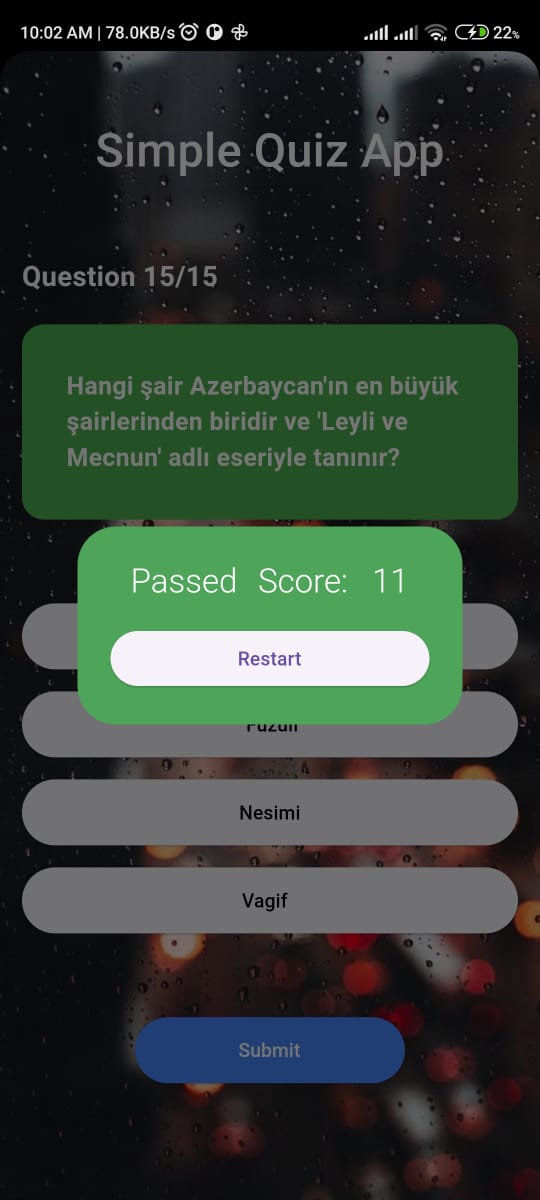 10:02 AM | 78.0KB/s
22%
Simple Quiz App
Question 15/15
Hangi şair Azerbaycan'ın en büyük
şairlerinden biridir ve 'Leyli ve
Mecnun' adlı eseriyle tanınır?
Passed Score: 11
Restart
Fuzuli
Nesimi
Vagif
Submit